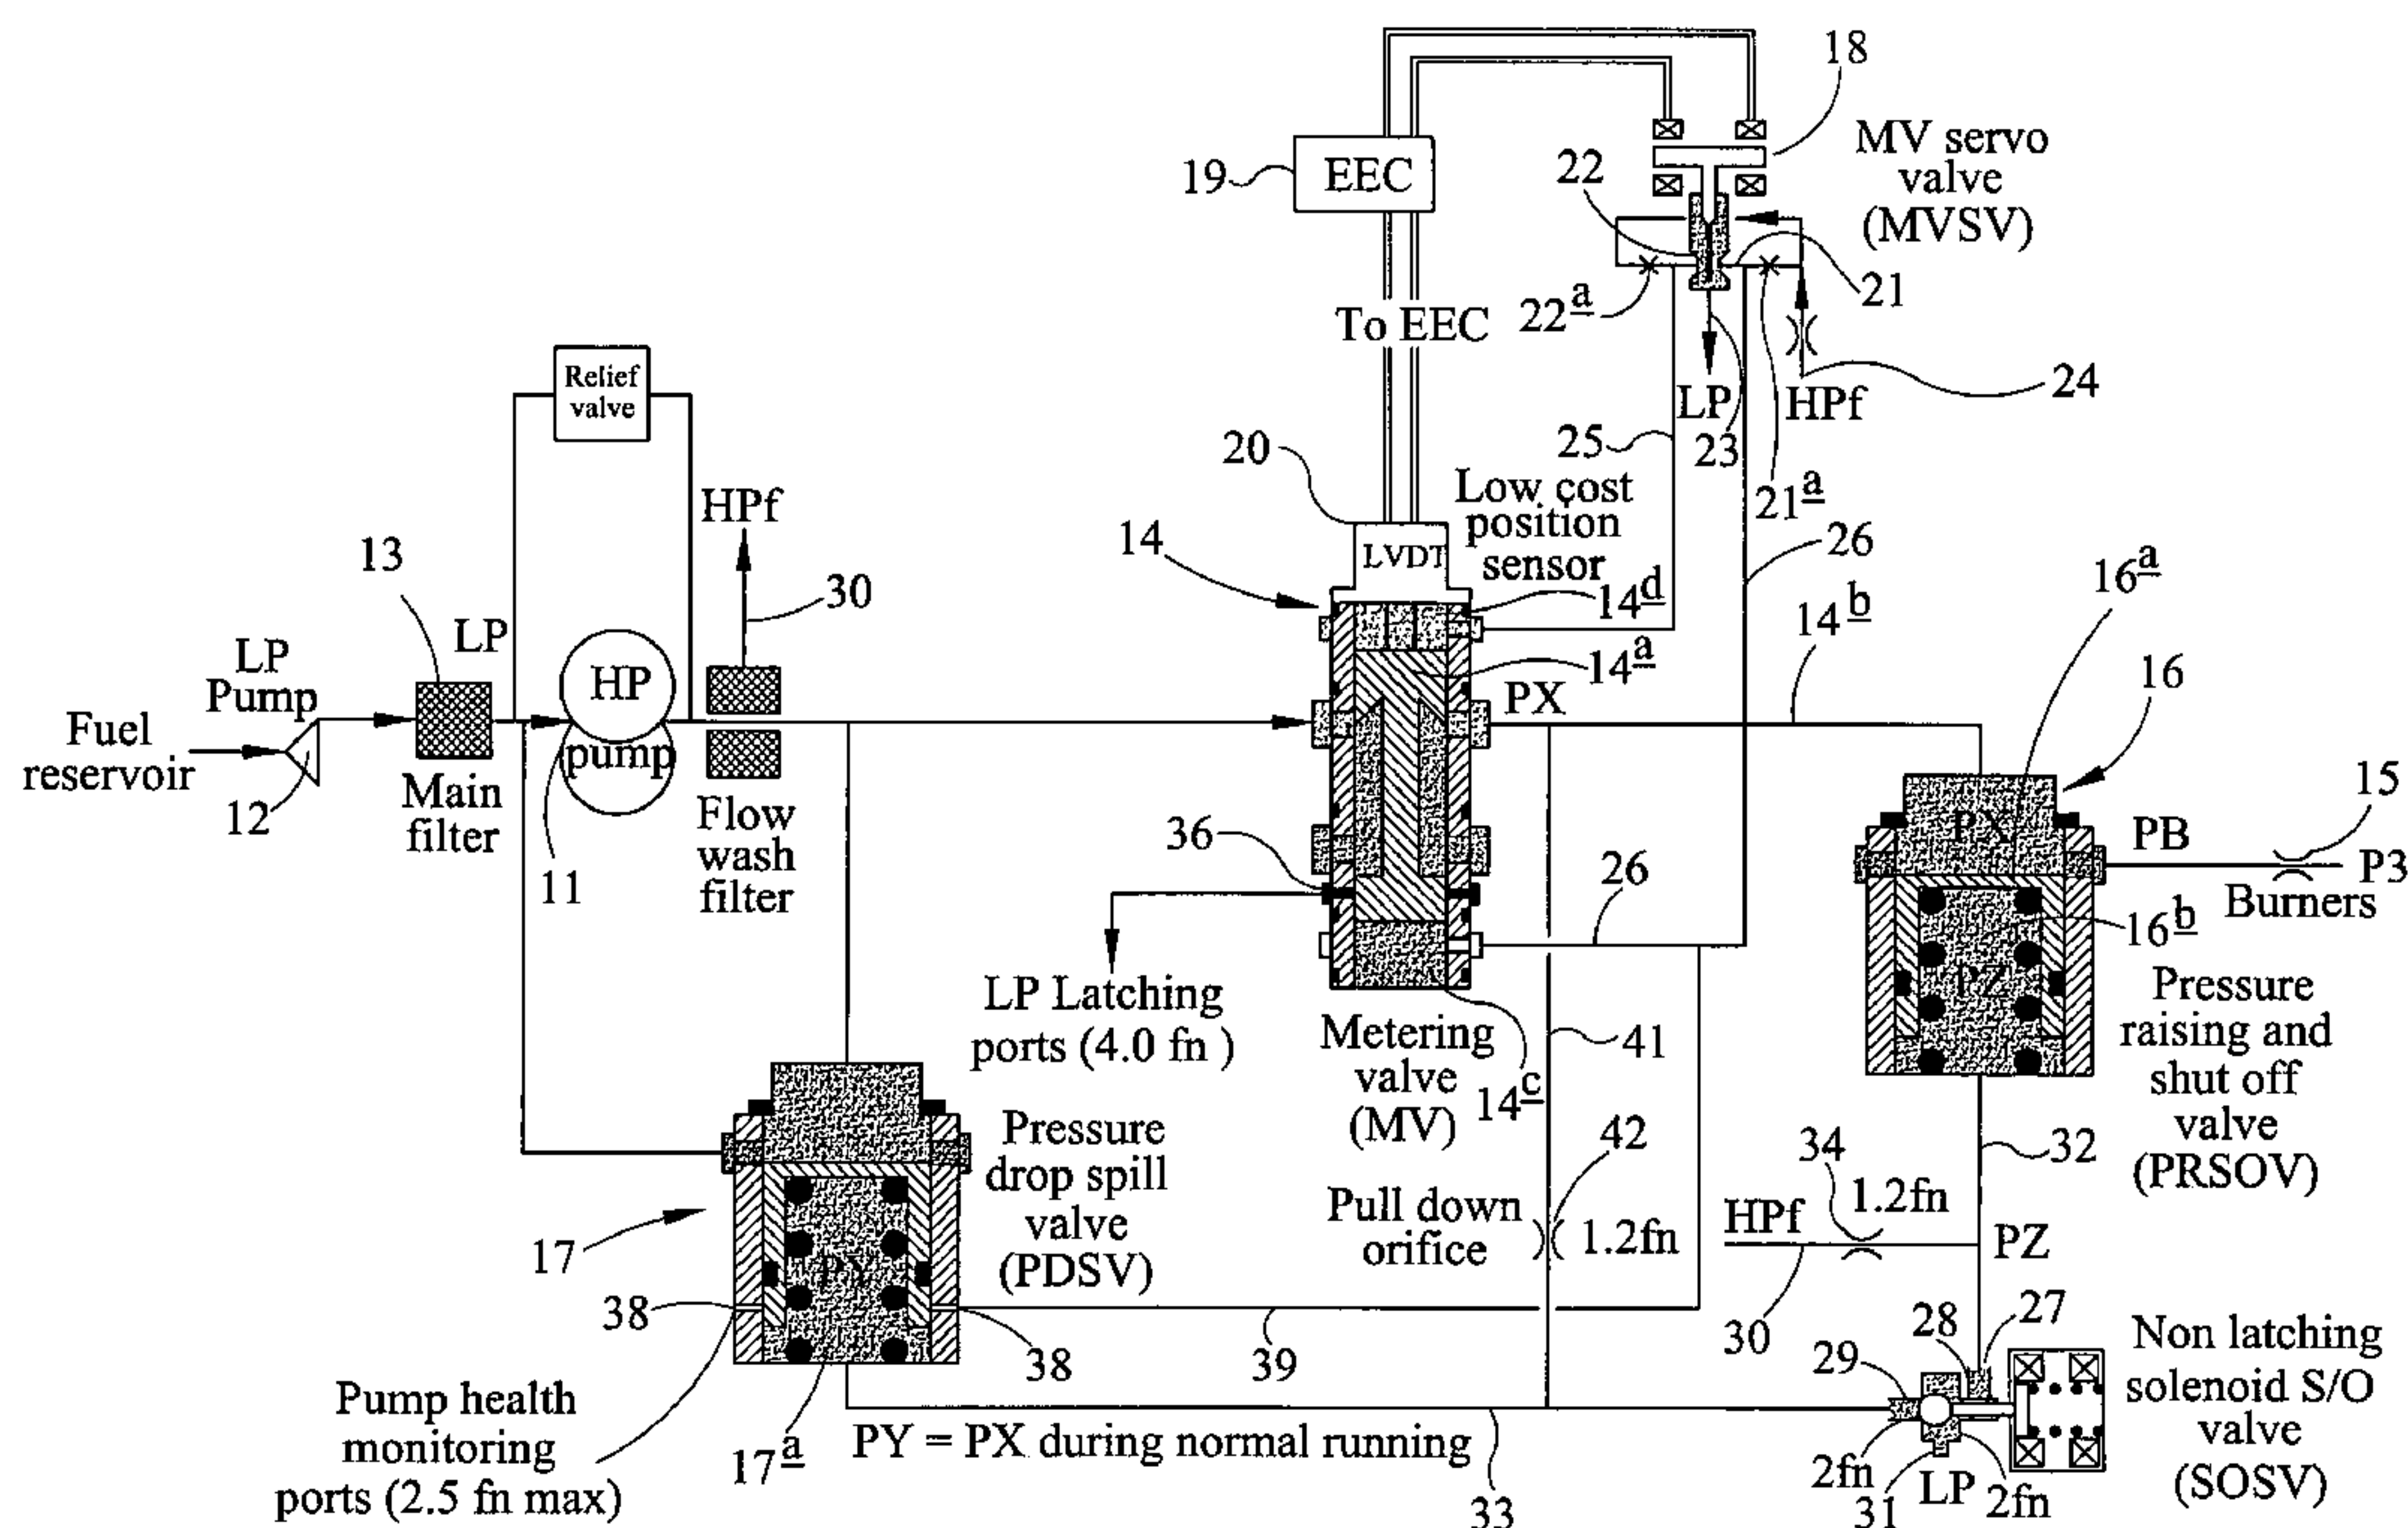 18
MV servo
valve
(MVSV)
19
EEC
22
To EEC
22a
21
LP
HPf
24
23
25
21a
Relief
valve
20
Low cost
position
sensor
LVDT
26
HPf
14
14d
14b
16a
13
30
LP
LP
Pump
HP
pump
14a
PX
16
Fuel
reservoir
12
Main
filter
11
Flow
wash
filter
36
26
PX
PB
15
P3
Burners
16b
PZ
LP Latching
ports (4.0 fn )
Metering
valve
(MV)
14c
41
Pressure
raising and
shut off
valve
(PRSOV)
Pressure
drop spill
valve
(PDSV)
42
Pull down
orifice
1.2fn
34
1.2fn
32
HPf
PZ
30
17
PY
38
38
39
Pump health
monitoring
ports (2.5 fn max)
17a
PY = PX during normal running
33
29
28
27
2fn
31
LP
2fn
Non latching
solenoid S/O
valve
(SOSV)